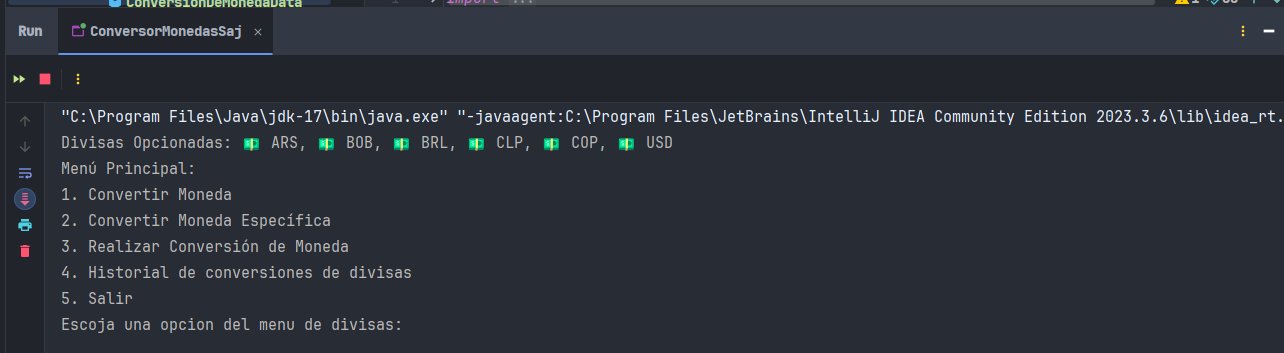 ConversionDeMonedaData
import ...
Run ConversorMonedasSaj
"C:\Program Files\Java\jdk-17\bin\java.exe" "-javaagent:C:\Program Files\JetBrains\IntelliJ IDEA Community Edition 2023.3.6\lib\idea_rt.
Divisas Opcionadas: 💵 ARS, 💵 BOB, 💵 BRL, 💵 CLP, 💵 COP, 💵 USD
Menú Principal:
1. Convertir Moneda
2. Convertir Moneda Específica
3. Realizar Conversión de Moneda
4. Historial de conversiones de divisas
5. Salir
Escoja una opcion del menu de divisas: